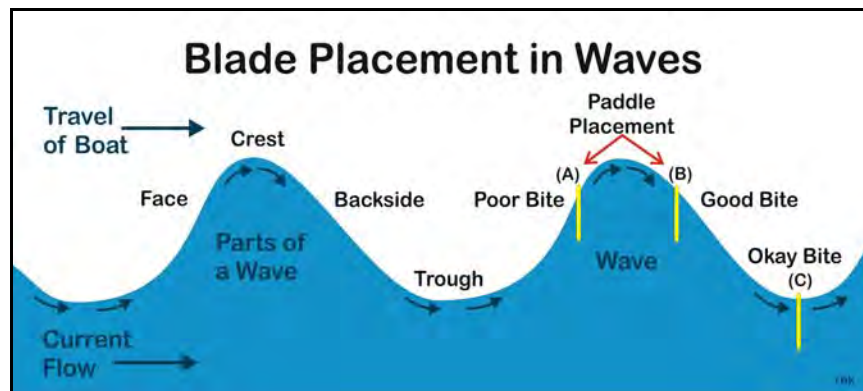 Blade Placement in Waves
Travel
of Boat
Paddle
Placement
Crest
(A)
(B)
Face
Backside
Poor Bite
Good Bite
Parts of
a Wave
Wave
Okay Bite
(C)
Trough
Current
Flow